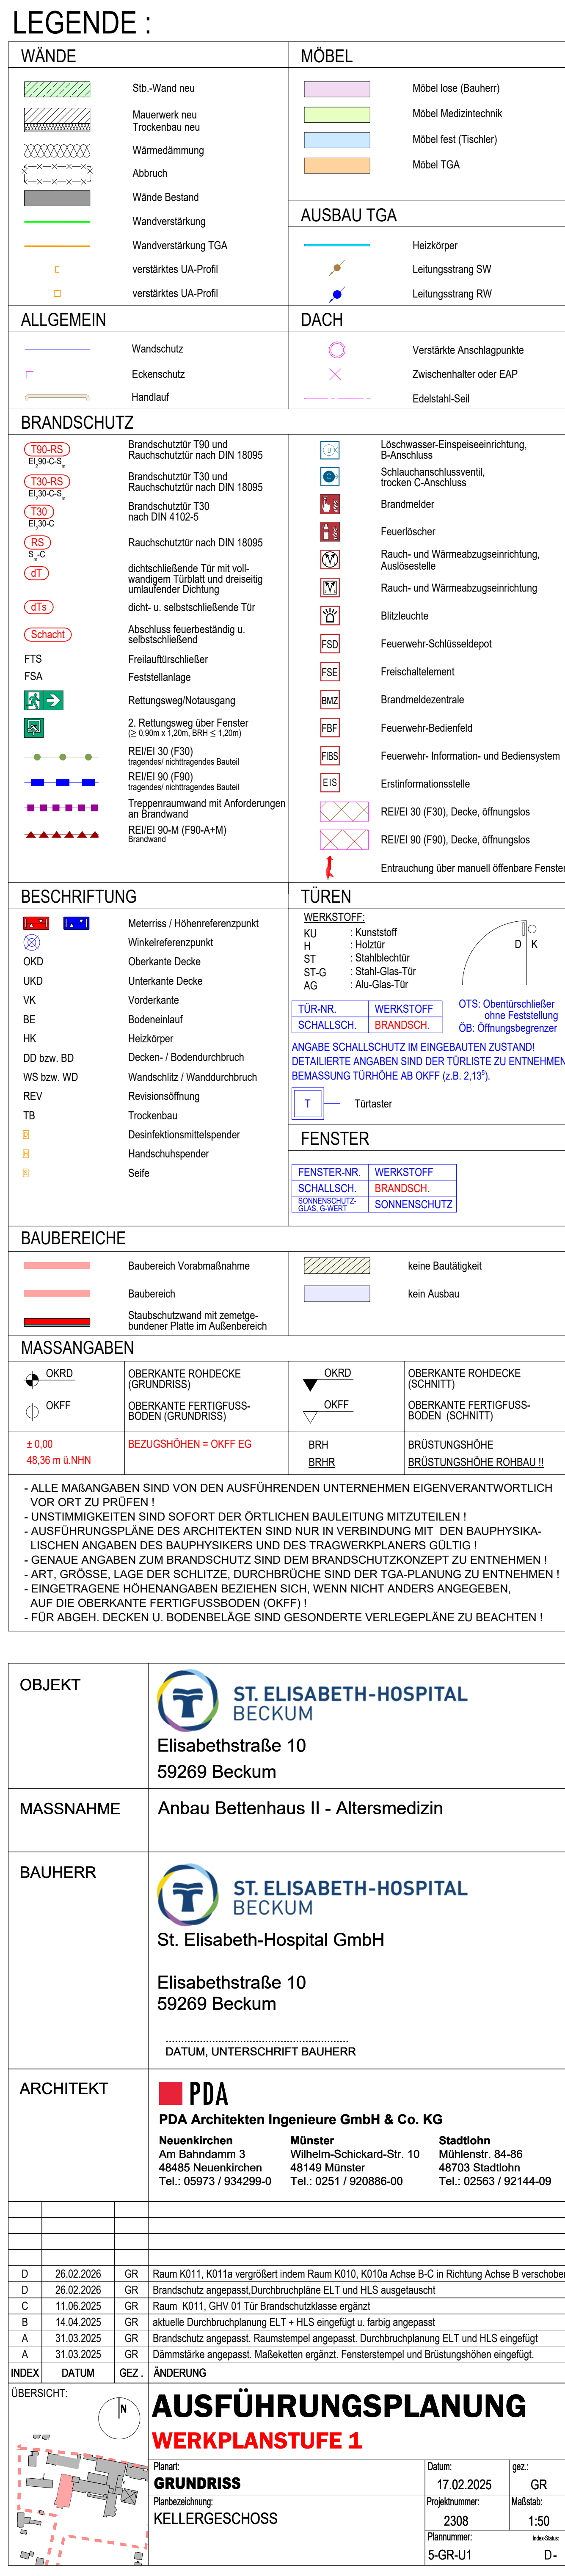 LEGENDE :
WÄNDE
Stb.-Wand neu
Mauerwerk neu
Trockenbau neu
Wärmedämmung
Abbruch
Wände Bestand
Wandverstärkung
Wandverstärkung TGA
verstärktes UA-Profil
verstärktes UA-Profil
MÖBEL
Möbel lose (Bauherr)
Möbel Medizintechnik
Möbel fest (Tischler)
Möbel TGA
AUSBAU TGA
Heizkörper
Leitungsstrang SW
Leitungsstrang RW
ALLGEMEIN
Wandschutz
Eckenschutz
Handlauf
DACH
Verstärkte Anschlagpunkte
Zwischenhalter oder EAP
Edelstahl-Seil
BRANDSCHUTZ
T90-RS
EI₂90-C-Sₘ
Brandschutztür T90 und
Rauchschutztür nach DIN 18095
T30-RS
EI₂30-C-Sₘ
Brandschutztür T30 und
Rauchschutztür nach DIN 18095
T30
EI₂30-C
Brandschutztür T30
nach DIN 4102-5
RS
Sₘ-C
Rauchschutztür nach DIN 18095
dT
dichtschließende Tür mit voll-
wandigem Türblatt und dreiseitig
umlaufender Dichtung
dTs
dicht- u. selbstschließende Tür
Schacht
Abschluss feuerbeständig u.
selbstschließend
FTS Freilauftürschließer
FSA Feststellanlage
Rettungsweg/Notausgang
2. Rettungsweg über Fenster
(≥ 0,90m x 1,20m, BRH ≤ 1,20m)
REI/EI 30 (F30)
tragendes/ nichttragendes Bauteil
REI/EI 90 (F90)
tragendes/ nichttragendes Bauteil
Treppenraumwand mit Anforderungen
an Brandwand
REI/EI 90-M (F90-A+M)
Brandwand
B
Löschwasser-Einspeiseeinrichtung,
B-Anschluss
C
Schlauchanschlussventil,
trocken C-Anschluss
Brandmelder
Feuerlöscher
Rauch- und Wärmeabzugseinrichtung,
Auslösestelle
Rauch- und Wärmeabzugseinrichtung
Blitzleuchte
FSD Feuerwehr-Schlüsseldepot
FSE Freischaltelement
BMZ Brandmeldezentrale
FBF Feuerwehr-Bedienfeld
FIBS Feuerwehr- Information- und Bediensystem
EIS Erstinformationsstelle
REI/EI 30 (F30), Decke, öffnungslos
REI/EI 90 (F90), Decke, öffnungslos
Entrauchung über manuell öffenbare Fenster
BESCHRIFTUNG
Meterriss / Höhenreferenzpunkt
Winkelreferenzpunkt
OKD Oberkante Decke
UKD Unterkante Decke
VK Vorderkante
BE Bodeneinlauf
HK Heizkörper
DD bzw. BD Decken- / Bodendurchbruch
WS bzw. WD Wandschlitz / Wanddurchbruch
REV Revisionsöffnung
TB Trockenbau
D Desinfektionsmittelspender
H Handschuhspender
S Seife
TÜREN
WERKSTOFF:
KU : Kunststoff
H : Holztür
ST : Stahlblechtür
ST-G : Stahl-Glas-Tür
AG : Alu-Glas-Tür
D K
TÜR-NR. WERKSTOFF
SCHALLSCH. BRANDSCH.
OTS: Obentürschließer
ohne Feststellung
ÖB: Öffnungsbegrenzer
ANGABE SCHALLSCHUTZ IM EINGEBAUTEN ZUSTAND!
DETAILIERTE ANGABEN SIND DER TÜRLISTE ZU ENTNEHMEN
BEMASSUNG TÜRHÖHE AB OKFF (z.B. 2,13⁵).
T Türtaster
FENSTER
FENSTER-NR. WERKSTOFF
SCHALLSCH. BRANDSCH.
SONNENSCHUTZ-
GLAS, G-WERT
SONNENSCHUTZ
BAUBEREICHE
Baubereich Vorabmaßnahme
Baubereich
Staubschutzwand mit zemetge-
bundener Platte im Außenbereich
keine Bautätigkeit
kein Ausbau
MASSANGABEN
OKRD
OBERKANTE ROHDECKE
(GRUNDRISS)
OKFF
OBERKANTE FERTIGFUSS-
BODEN (GRUNDRISS)
OKRD
OBERKANTE ROHDECKE
(SCHNITT)
OKFF
OBERKANTE FERTIGFUSS-
BODEN (SCHNITT)
± 0,00
48,36 m ü.NHN
BEZUGSHÖHEN = OKFF EG
BRH BRÜSTUNGSHÖHE
BRHR BRÜSTUNGSHÖHE ROHBAU !!
- ALLE MAßANGABEN SIND VON DEN AUSFÜHRENDEN UNTERNEHMEN EIGENVERANTWORTLICH
VOR ORT ZU PRÜFEN !
- UNSTIMMIGKEITEN SIND SOFORT DER ÖRTLICHEN BAULEITUNG MITZUTEILEN !
- AUSFÜHRUNGSPLÄNE DES ARCHITEKTEN SIND NUR IN VERBINDUNG MIT DEN BAUPHYSIKA-
LISCHEN ANGABEN DES BAUPHYSIKERS UND DES TRAGWERKPLANERS GÜLTIG !
- GENAUE ANGABEN ZUM BRANDSCHUTZ SIND DEM BRANDSCHUTZKONZEPT ZU ENTNEHMEN !
- ART, GRÖSSE, LAGE DER SCHLITZE, DURCHBRÜCHE SIND DER TGA-PLANUNG ZU ENTNEHMEN !
- EINGETRAGENE HÖHENANGABEN BEZIEHEN SICH, WENN NICHT ANDERS ANGEGEBEN,
AUF DIE OBERKANTE FERTIGFUSSBODEN (OKFF) !
- FÜR ABGEH. DECKEN U. BODENBELÄGE SIND GESONDERTE VERLEGEPLÄNE ZU BEACHTEN !
OBJEKT
ST. ELISABETH-HOSPITAL
BECKUM
Elisabethstraße 10
59269 Beckum
MASSNAHME
Anbau Bettenhaus II - Altersmedizin
BAUHERR
ST. ELISABETH-HOSPITAL
BECKUM
St. Elisabeth-Hospital GmbH
Elisabethstraße 10
59269 Beckum
DATUM, UNTERSCHRIFT BAUHERR
ARCHITEKT
PDA
PDA Architekten Ingenieure GmbH & Co. KG
Neuenkirchen Münster Stadtlohn
Am Bahndamm 3 Wilhelm-Schickard-Str. 10 Mühlenstr. 84-86
48485 Neuenkirchen 48149 Münster 48703 Stadtlohn
Tel.: 05973 / 934299-0 Tel.: 0251 / 920886-00 Tel.: 02563 / 92144-09
D 26.02.2026 GR Raum K011, K011a vergrößert indem Raum K010, K010a Achse B-C in Richtung Achse B verschoben
D 26.02.2026 GR Brandschutz angepasst,Durchbruchpläne ELT und HLS ausgetauscht
C 11.06.2025 GR Raum K011, GHV 01 Tür Brandschutzklasse ergänzt
B 14.04.2025 GR aktuelle Durchbruchplanung ELT + HLS eingefügt u. farbig angepasst
A 31.03.2025 GR Brandschutz angepasst. Raumstempel angepasst. Durchbruchplanung ELT und HLS eingefügt
A 31.03.2025 GR Dämmstärke angepasst. Maßeketten ergänzt. Fensterstempel und Brüstungshöhen eingefügt.
INDEX DATUM GEZ . ÄNDERUNG
ÜBERSICHT:
N
AUSFÜHRUNGSPLANUNG
WERKPLANSTUFE 1
Planart:
GRUNDRISS
Datum: gez.:
17.02.2025 GR
Planbezeichnung:
KELLERGESCHOSS
Projektnummer: Maßstab:
2308 1:50
Plannummer: Index-Status:
5-GR-U1 D-